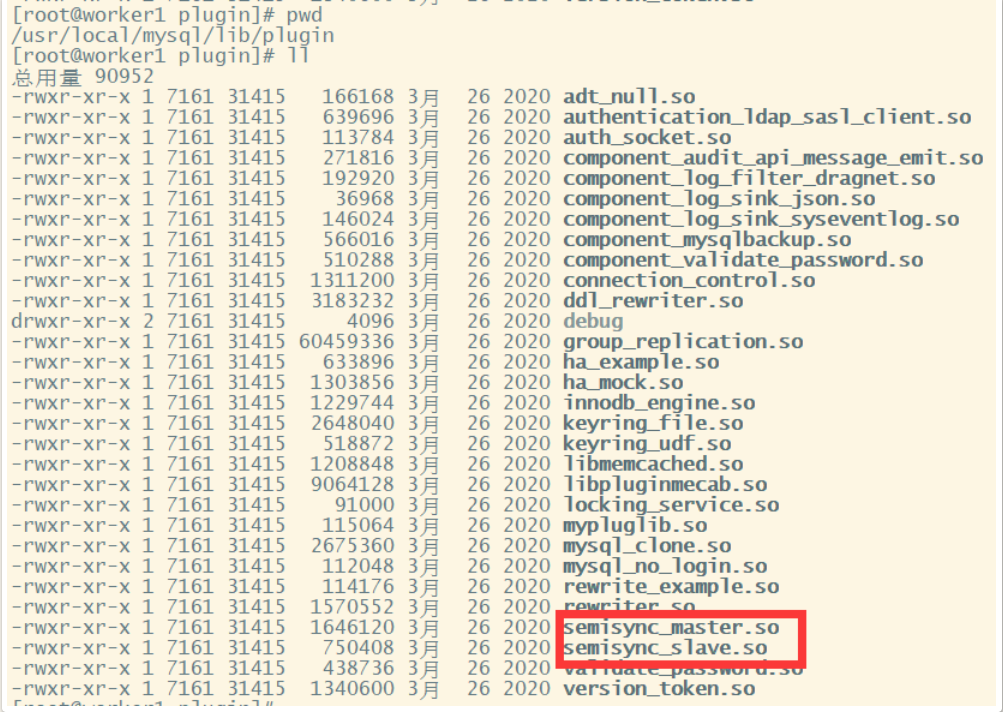 [root@worker1 plugin]# pwd
/usr/local/mysql/lib/plugin
[root@worker1 plugin]# ll
总用量 90952
-rwxr-xr-x 1 7161 31415   166168 3月  26 2020 adt_null.so
-rwxr-xr-x 1 7161 31415   639696 3月  26 2020 authentication_ldap_sasl_client.so
-rwxr-xr-x 1 7161 31415   113784 3月  26 2020 auth_socket.so
-rwxr-xr-x 1 7161 31415   271816 3月  26 2020 component_audit_api_message_emit.so
-rwxr-xr-x 1 7161 31415   192920 3月  26 2020 component_log_filter_dragnet.so
-rwxr-xr-x 1 7161 31415    36968 3月  26 2020 component_log_sink_json.so
-rwxr-xr-x 1 7161 31415   146024 3月  26 2020 component_log_sink_syseventlog.so
-rwxr-xr-x 1 7161 31415   566016 3月  26 2020 component_mysqlbackup.so
-rwxr-xr-x 1 7161 31415   510288 3月  26 2020 component_validate_password.so
-rwxr-xr-x 1 7161 31415  1311200 3月  26 2020 connection_control.so
-rwxr-xr-x 1 7161 31415  3183232 3月  26 2020 ddl_rewriter.so
drwxr-xr-x 2 7161 31415     4096 3月  26 2020 debug
-rwxr-xr-x 1 7161 31415 60459336 3月  26 2020 group_replication.so
-rwxr-xr-x 1 7161 31415   633896 3月  26 2020 ha_example.so
-rwxr-xr-x 1 7161 31415  1303856 3月  26 2020 ha_mock.so
-rwxr-xr-x 1 7161 31415  1229744 3月  26 2020 innodb_engine.so
-rwxr-xr-x 1 7161 31415  2648040 3月  26 2020 keyring_file.so
-rwxr-xr-x 1 7161 31415   518872 3月  26 2020 keyring_udf.so
-rwxr-xr-x 1 7161 31415  1208848 3月  26 2020 libmemcached.so
-rwxr-xr-x 1 7161 31415  9064128 3月  26 2020 libpluginmecab.so
-rwxr-xr-x 1 7161 31415    91000 3月  26 2020 locking_service.so
-rwxr-xr-x 1 7161 31415   115064 3月  26 2020 mypluglib.so
-rwxr-xr-x 1 7161 31415  2675360 3月  26 2020 mysql_clone.so
-rwxr-xr-x 1 7161 31415   112048 3月  26 2020 mysql_no_login.so
-rwxr-xr-x 1 7161 31415   114176 3月  26 2020 rewrite_example.so
-rwxr-xr-x 1 7161 31415  1570552 3月  26 2020 rewriter.so
-rwxr-xr-x 1 7161 31415  1646120 3月  26 2020 semisync_master.so
-rwxr-xr-x 1 7161 31415   750408 3月  26 2020 semisync_slave.so
-rwxr-xr-x 1 7161 31415   438736 3月  26 2020 validate_password.so
-rwxr-xr-x 1 7161 31415  1340600 3月  26 2020 version_token.so
[root@worker1 plugin]#